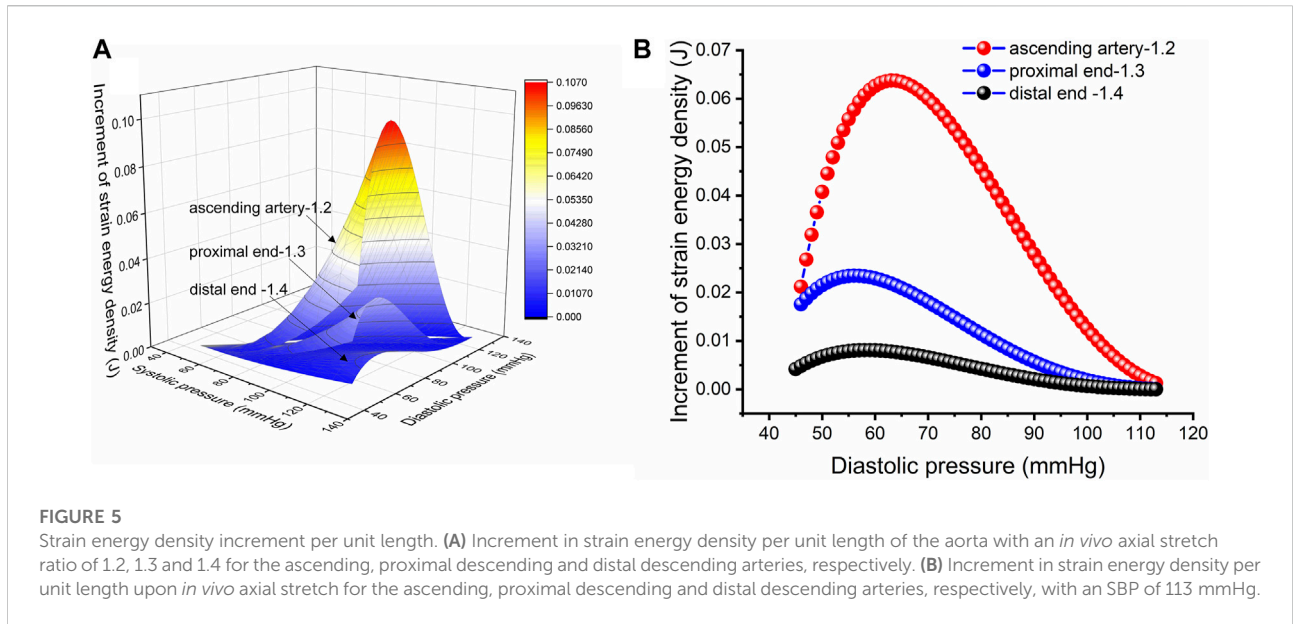 A
Increment of strain energy density (J)
0.10
0.08
0.06
0.04
0.02
0.00
ascending artery-1.2
proximal end-1.3
distal end -1.4
40
60
80
100
120
140
Systolic pressure (mmHg)
40
60
80
100
120
140
Diastolic pressure (mmHg)
0.1070
0.09630
0.08560
0.07490
0.06420
0.05350
0.04280
0.03210
0.02140
0.01070
0.000
B
Increment of strain energy density (J)
0.07
0.06
0.05
0.04
0.03
0.02
0.01
0.00
ascending artery-1.2
proximal end-1.3
distal end -1.4
40 50 60 70 80 90 100 110 120
Diastolic pressure (mmHg)
FIGURE 5
Strain energy density increment per unit length. (A) Increment in strain energy density per unit length of the aorta with an in vivo axial stretch
ratio of 1.2, 1.3 and 1.4 for the ascending, proximal descending and distal descending arteries, respectively. (B) Increment in strain energy density per
unit length upon in vivo axial stretch for the ascending, proximal descending and distal descending arteries, respectively, with an SBP of 113 mmHg.